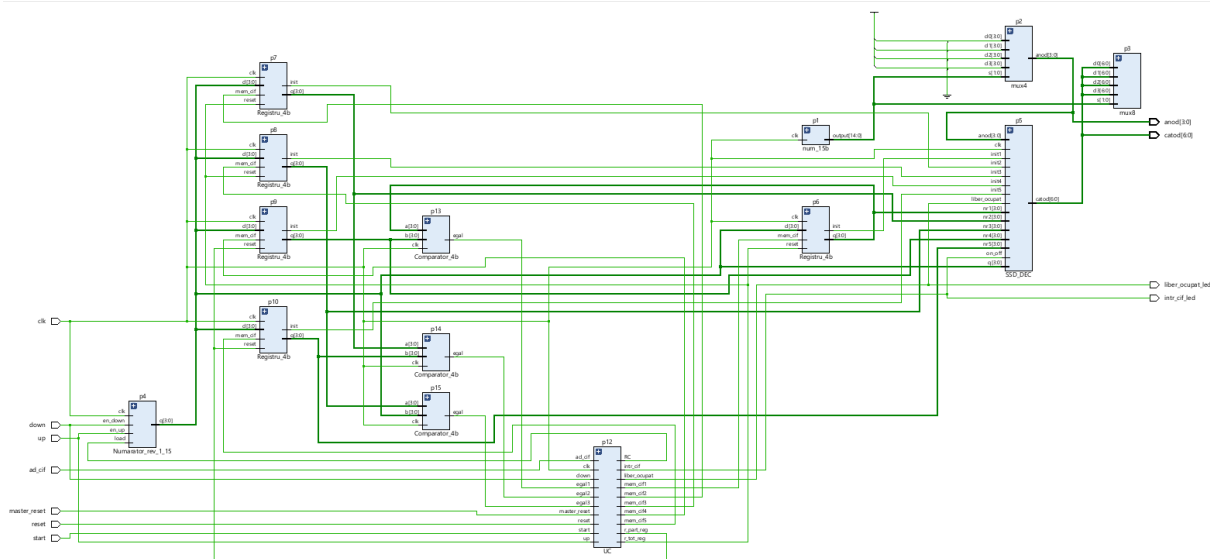 p7
clk
d[3:0]
mem_cif
reset
init
q[3:0]
Registru_4b
p8
clk
d[3:0]
mem_cif
reset
init
q[3:0]
Registru_4b
p9
clk
d[3:0]
mem_cif
reset
init
q[3:0]
Registru_4b
p10
clk
d[3:0]
mem_cif
reset
init
q[3:0]
Registru_4b
p13
a[3:0]
b[3:0]
clk
egal
Comparator_4b
p14
a[3:0]
b[3:0]
clk
egal
Comparator_4b
p15
a[3:0]
b[3:0]
clk
egal
Comparator_4b
p4
clk
en_down
en_up
load
q[3:0]
Numarator_rev_1_15
p12
ad_cif
clk
down
egal1
egal2
egal3
master_reset
reset
start
up
RC
intr_cif
liber_ocupat
mem_cif1
mem_cif2
mem_cif3
mem_cif4
mem_cif5
r_part_reg
r_tot_reg
UC
p1
clk
output[14:0]
num_15b
p6
clk
d[3:0]
mem_cif
reset
init
q[3:0]
Registru_4b
p2
d0[3:0]
d1[3:0]
d2[3:0]
d3[3:0]
s[1:0]
anod[3:0]
mux4
p3
d0[6:0]
d1[6:0]
d2[6:0]
d3[6:0]
s[1:0]
mux8
p5
anod[3:0]
clk
init1
init2
init3
init4
init5
liber_ocupat
nr1[3:0]
nr2[3:0]
nr3[3:0]
nr4[3:0]
nr5[3:0]
on_off
q[3:0]
catod[6:0]
SSD_DEC
clk
down
up
ad_cif
master_reset
reset
start
anod[3:0]
catod[6:0]
liber_ocupat_led
intr_cif_led